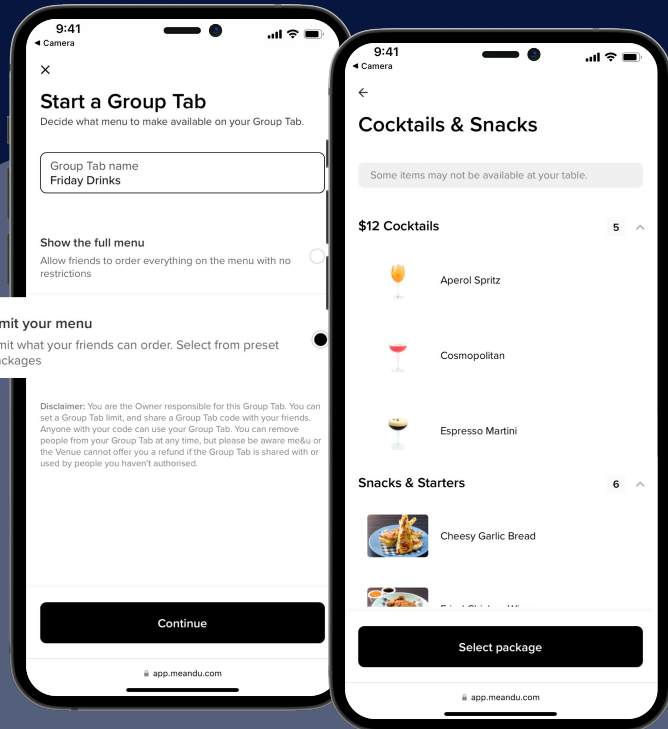 9:41
◀ Camera
Start a Group Tab
Decide what menu to make available on your Group Tab.
Group Tab name
Friday Drinks
Show the full menu
Allow friends to order everything on the menu with no
restrictions
mit your menu
mit what your friends can order. Select from preset
ackages
Disclaimer: You are the Owner responsible for this Group Tab. You can
set a Group Tab limit, and share a Group Tab code with your friends.
Anyone with your code can use your Group Tab. You can remove
people from your Group Tab at any time, but please be aware me&u or
the Venue cannot offer you a refund if the Group Tab is shared with or
used by people you haven't authorised.
Continue
app.meandu.com
9:41
◀ Camera
Cocktails & Snacks
Some items may not be available at your table.
$12 Cocktails 5
Aperol Spritz
Cosmopolitan
Espresso Martini
Snacks & Starters 6
Cheesy Garlic Bread
Select package
app.meandu.com